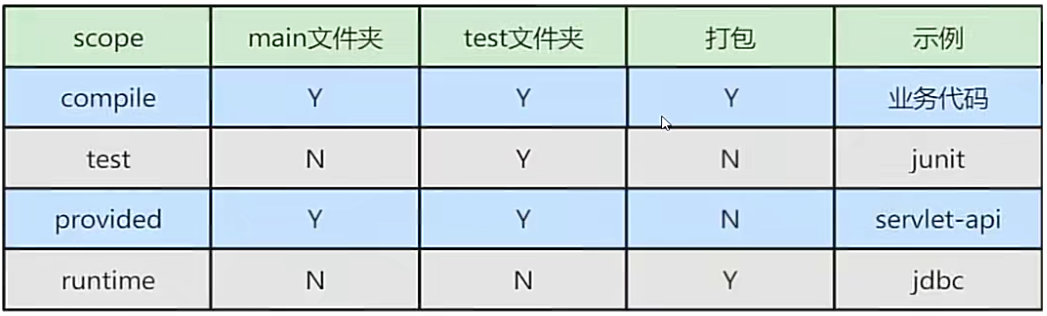 scope main文件夹 test文件夹 打包 示例
compile Y Y Y 业务代码
test N Y N junit
provided Y Y N servlet-api
runtime N N Y jdbc